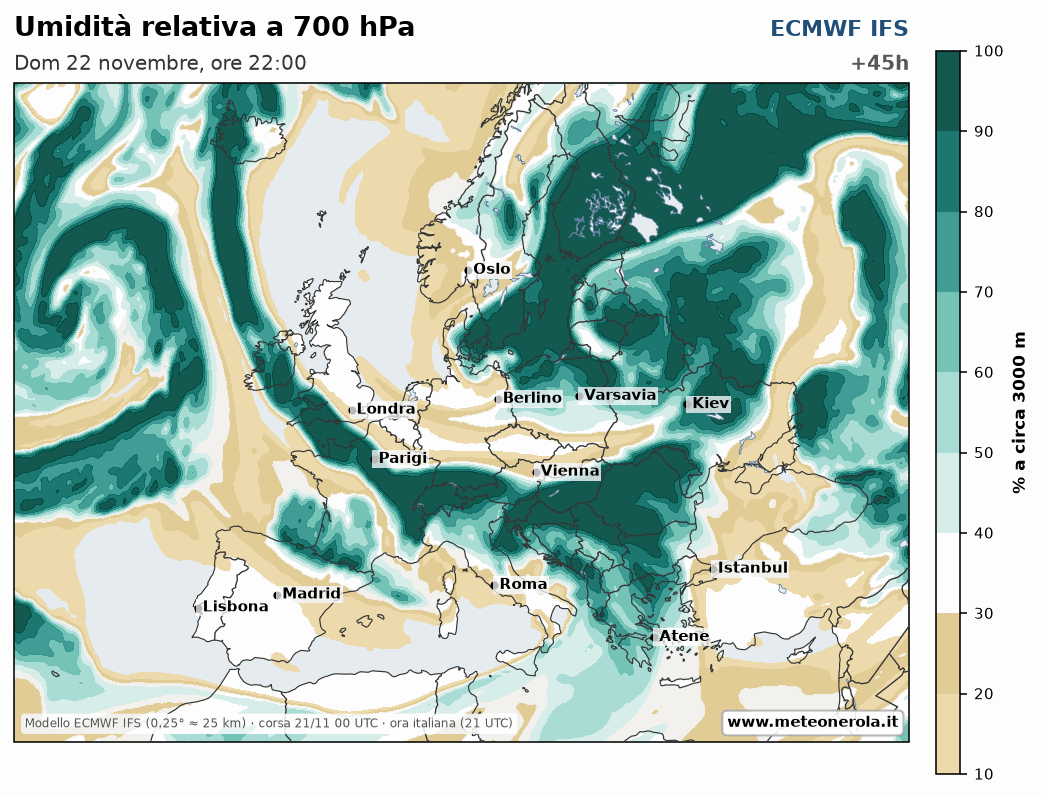 Umidità relativa a 700 hPa
ECMWF IFS
Dom 22 novembre, ore 22:00
+45h
100
90
80
70
60
50
40
30
20
10
% a circa 3000 m
Oslo
Berlino
Varsavia
Kiev
Londra
Parigi
Vienna
Istanbul
Roma
Madrid
Lisbona
Atene
Modello ECMWF IFS (0,25° ≈ 25 km) · corsa 21/11 00 UTC · ora italiana (21 UTC)
www.meteonerola.it